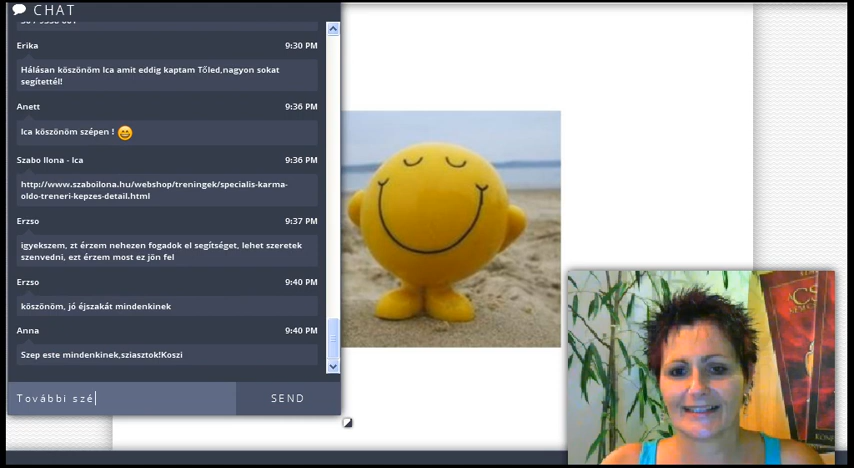 CHAT
Erika 9:30 PM
Hálásan köszönöm Ica amit eddig kaptam Tőled,nagyon sokat
segítettél!
Anett 9:36 PM
Ica köszönöm szépen !
Szabo Ilona - Ica 9:36 PM
http://www.szaboilona.hu/webshop/treningek/specialis-karma-
oldo-treneri-kepzes-detail.html
Erzso 9:37 PM
igyekszem, zt érzem nehezen fogadok el segítséget, lehet szeretek
szenvedni, ezt érzem most ez jön fel
Erzso 9:40 PM
köszönöm, jó éjszakát mindenkinek
Anna 9:40 PM
Szep este mindenkinek,sziasztok!Koszi
További szé
SEND